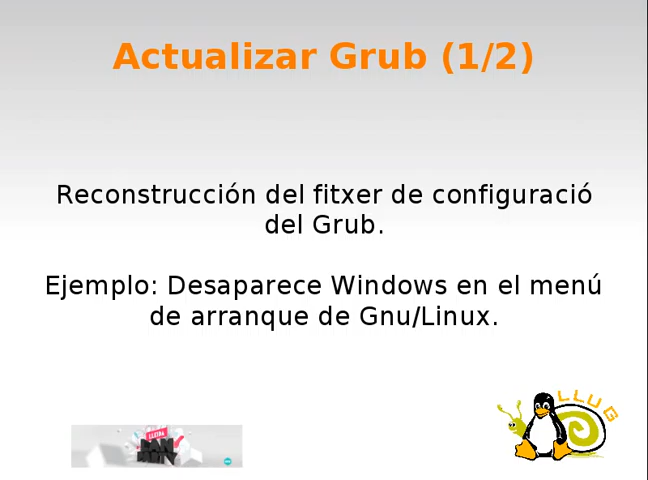 Actualizar Grub (1/2)
Reconstrucción del fitxer de configuració
del Grub.
Ejemplo: Desaparece Windows en el menú
de arranque de Gnu/Linux.
LLUG